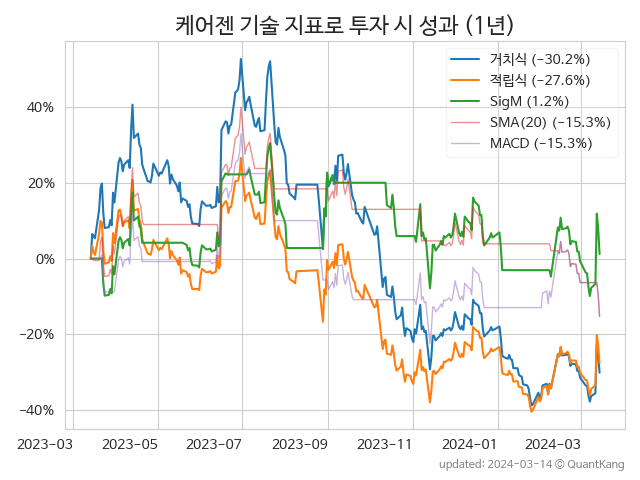 케어젠 기술 지표로 투자 시 성과 (1년)
거치식 (−30.2%)
적립식 (−27.6%)
SigM (1.2%)
SMA(20) (−15.3%)
MACD (−15.3%)
40%
20%
0%
−20%
−40%
2023-03 2023-05 2023-07 2023-09 2023-11 2024-01 2024-03
updated: 2024-03-14 ⓒ QuantKang